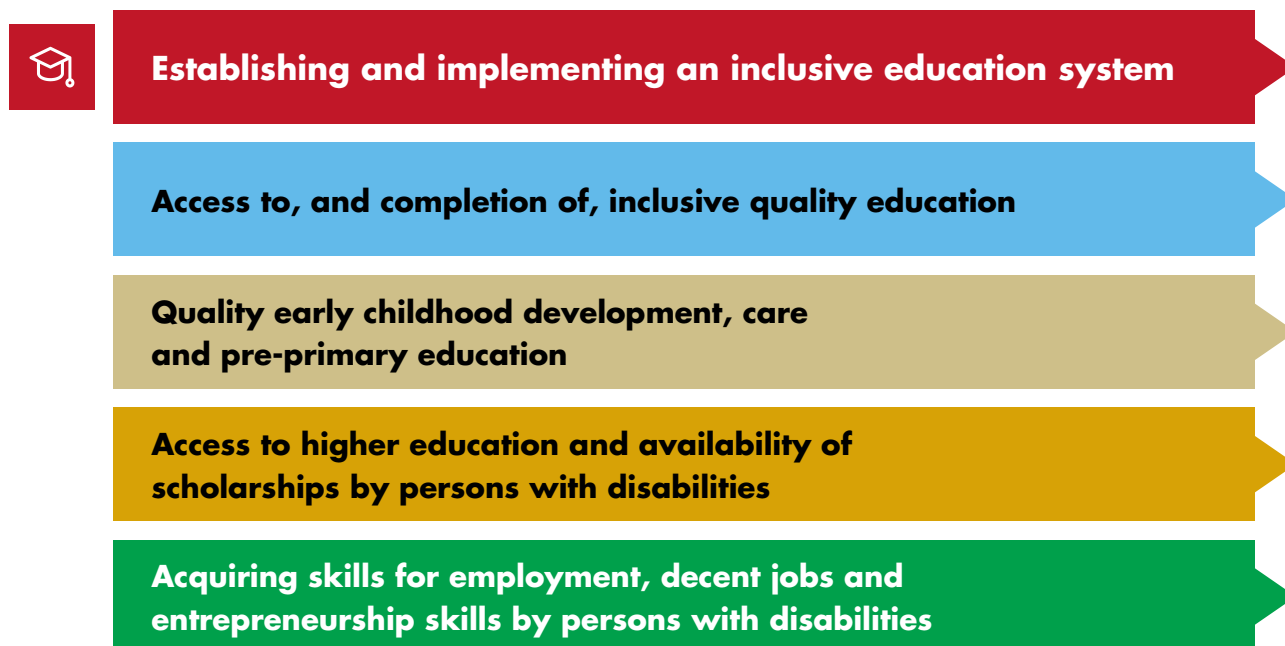 Establishing and implementing an inclusive education system
Access to, and completion of, inclusive quality education
Quality early childhood development, care
and pre-primary education
Access to higher education and availability of
scholarships by persons with disabilities
Acquiring skills for employment, decent jobs and
entrepreneurship skills by persons with disabilities